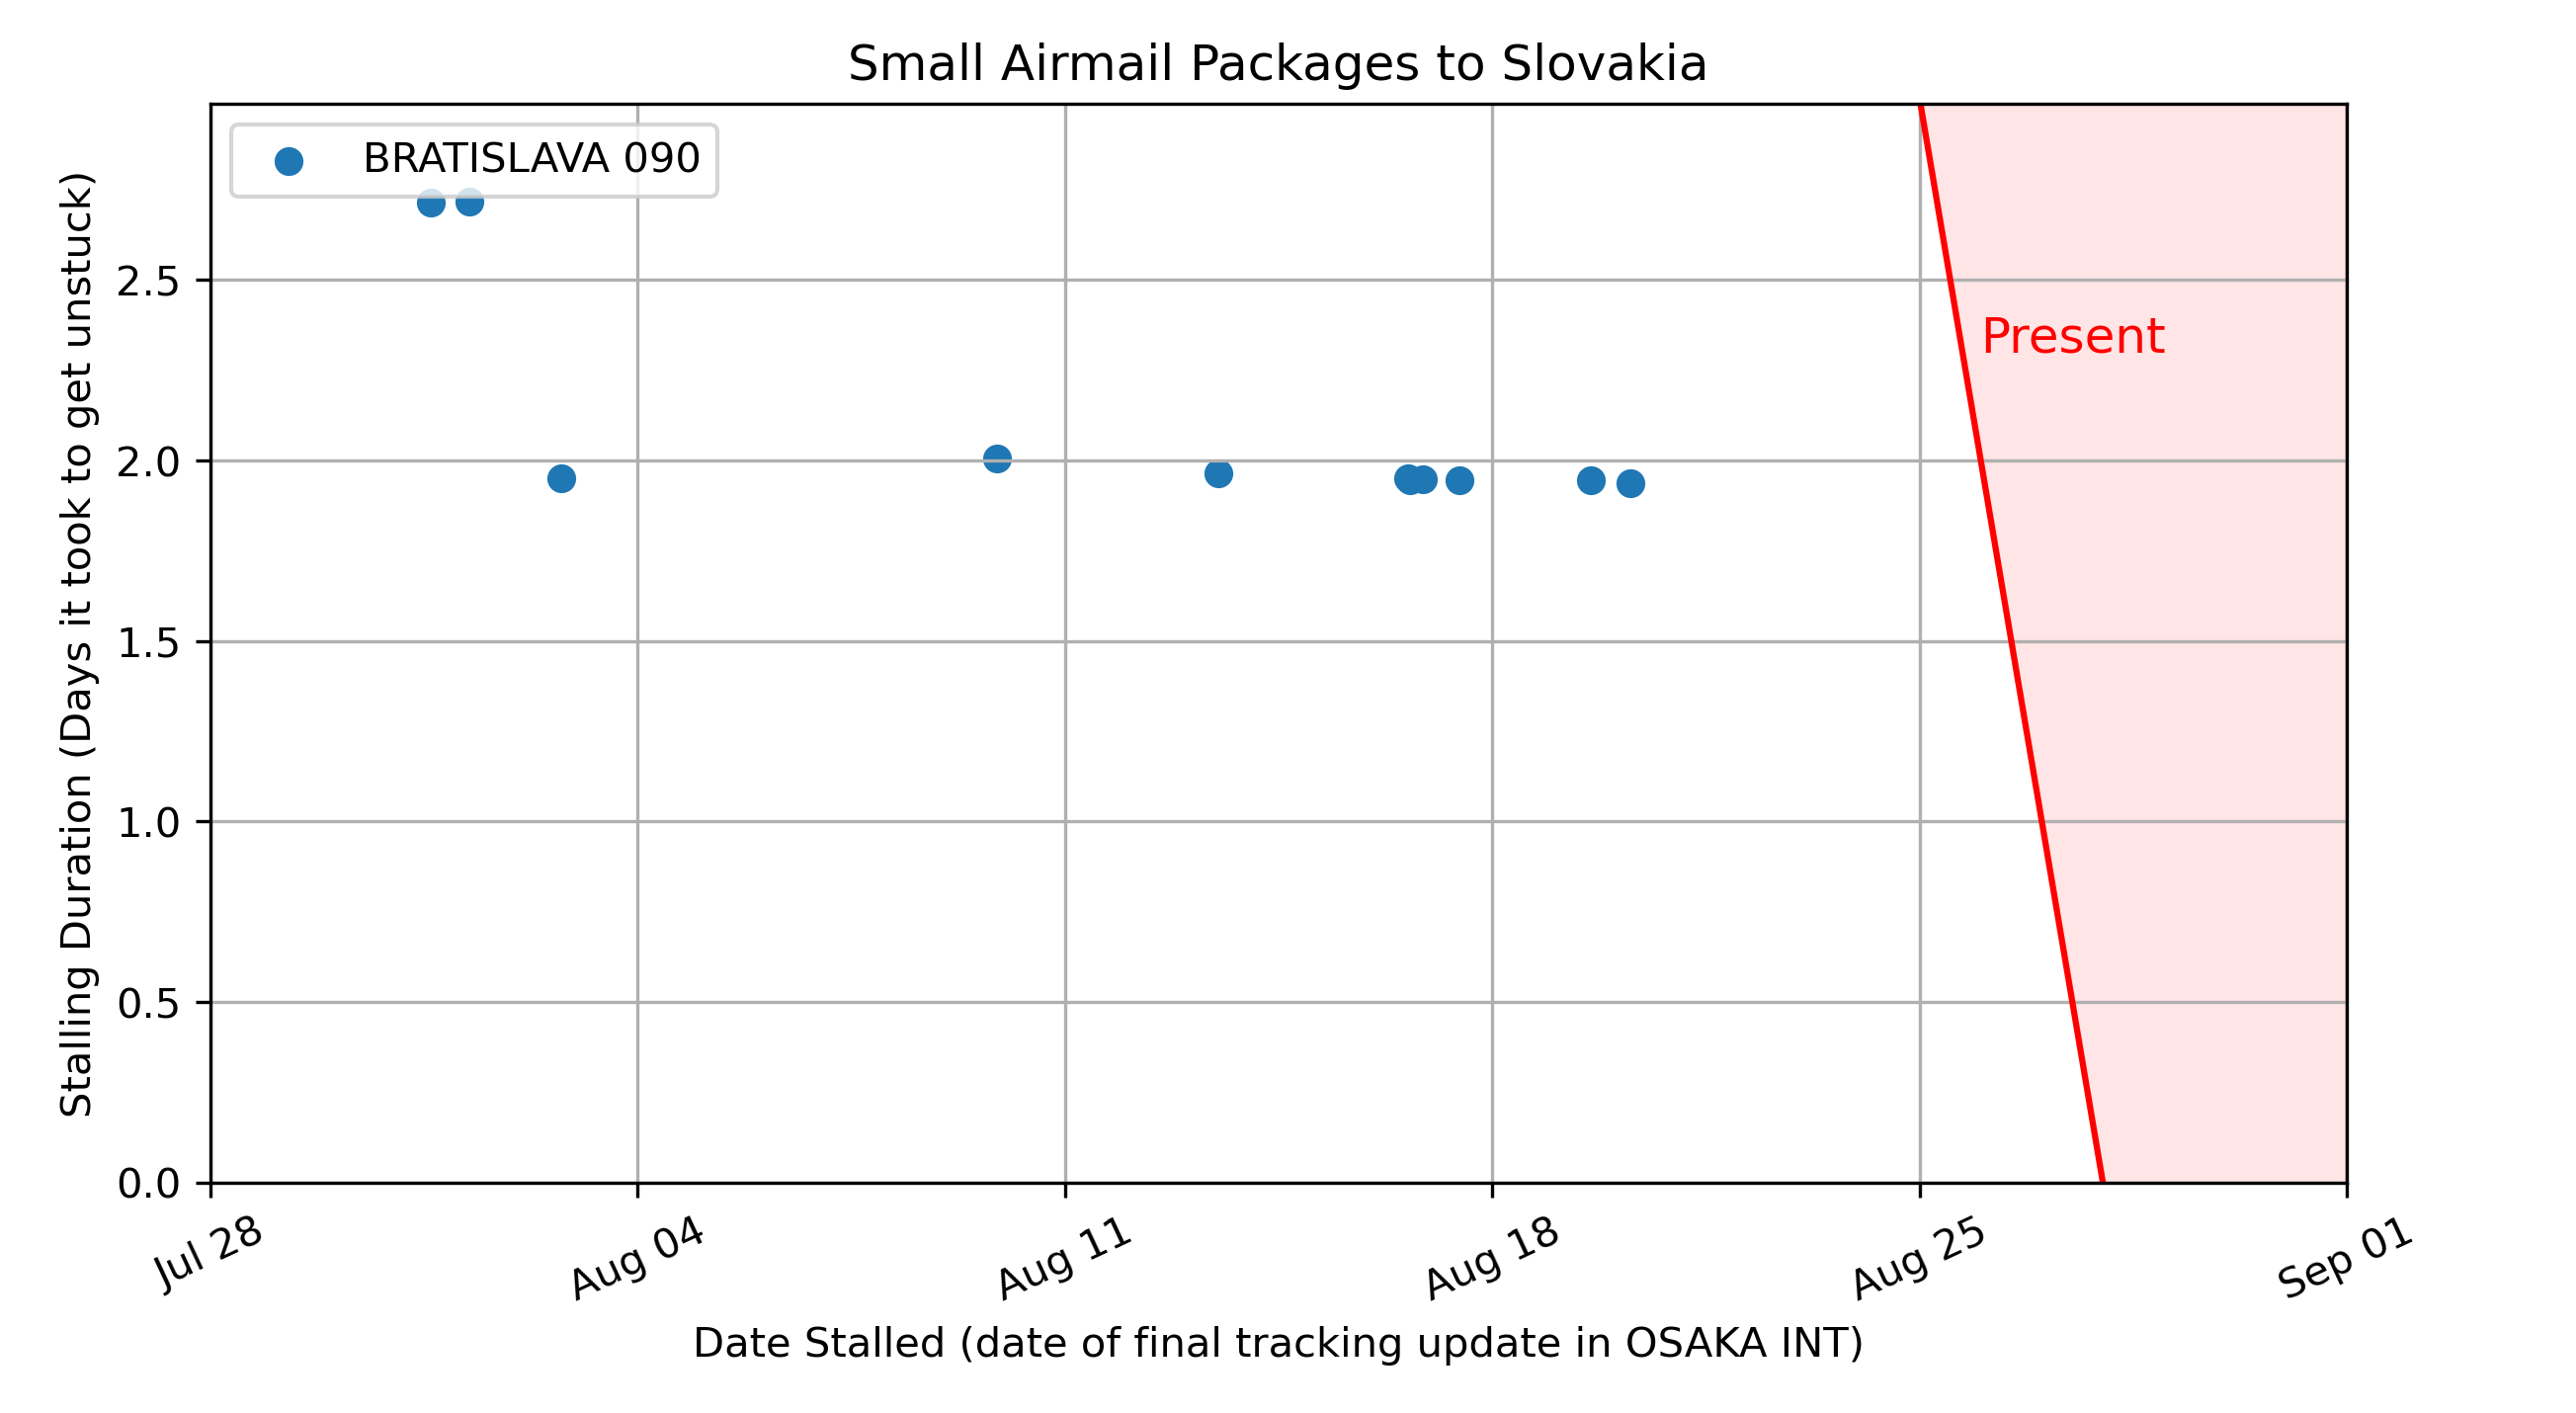 Small Airmail Packages to Slovakia
BRATISLAVA 090
Present
Stalling Duration (Days it took to get unstuck)
2.5
2.0
1.5
1.0
0.5
0.0
Jul 28
Aug 04
Aug 11
Aug 18
Aug 25
Sep 01
Date Stalled (date of final tracking update in OSAKA INT)